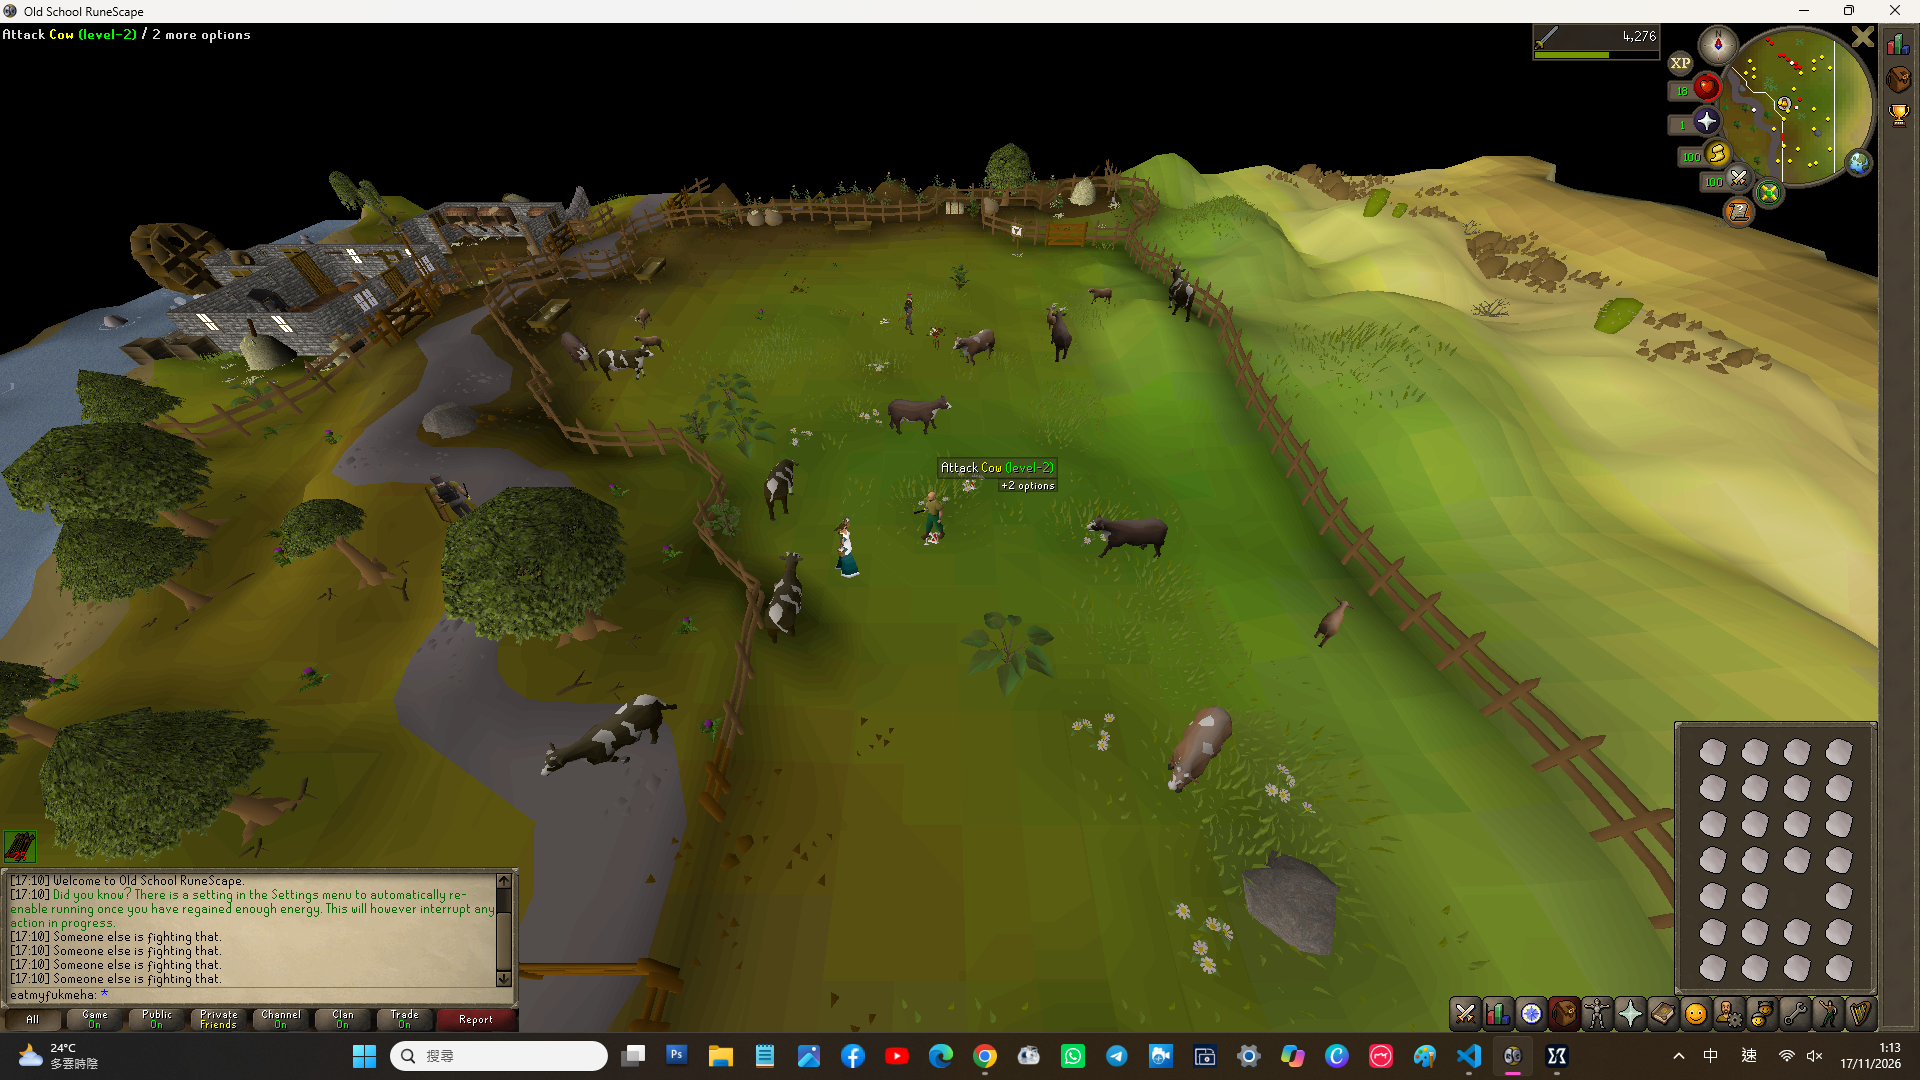 Old School RuneScape
Attack Cow (level-2) / 2 more options
4,276
N
XP
18
1
100
100
Attack Cow (level-2)
+2 options
23
[17:10] Welcome to Old School RuneScape.
[17:10] Did you know? There is a setting in the Settings menu to automatically re-
enable running once you have regained enough energy. This will however interrupt any
action in progress.
[17:10] Someone else is fighting that.
[17:10] Someone else is fighting that.
[17:10] Someone else is fighting that.
[17:10] Someone else is fighting that.
eatmyfukmeha: *
All
Game
On
Public
On
Private
Friends
Channel
On
Clan
On
Trade
On
Report
24°C
多雲時陰
搜尋
Ps
中
速
1:13
17/11/2026